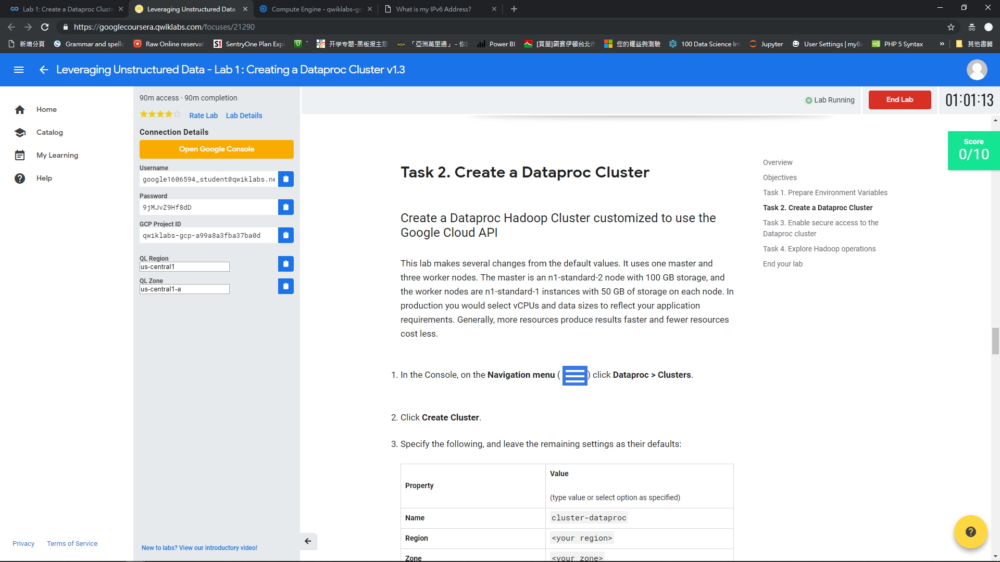 Lab 1: Create a Dataproc Cluste
Leveraging Unstructured Data
Compute Engine - qwiklabs-gc
What is my IPv6 Address?
https://googlecoursera.qwiklabs.com/focuses/21290
新增分頁
Grammar and spellc
Raw Online reservat
S1 SentryOne Plan Expl
U `
开学专题-黑板报主题
「亞洲萬里通」 - 你的
Power BI
[買屋]國賓伊頓台北市
您的權益與測驗
100 Data Science Int
Jupyter
User Settings | myBa
w3 PHP 5 Syntax
»
其他書籤
Leveraging Unstructured Data - Lab 1 : Creating a Dataproc Cluster v1.3
Home
Catalog
My Learning
Help
Privacy
Terms of Service
90m access · 90m completion
Rate Lab
Lab Details
Connection Details
Open Google Console
Username
google1606594_student@qwiklabs.ne
Password
9jMJvZ9Hf8dD
GCP Project ID
qwiklabs-gcp-a99a8a3fba37ba0d
QL Region
us-central1
QL Zone
us-central1-a
New to labs? View our introductory video!
Lab Running
End Lab
01:01:13
Score
0/10
Task 2. Create a Dataproc Cluster
Create a Dataproc Hadoop Cluster customized to use the
Google Cloud API
This lab makes several changes from the default values. It uses one master and
three worker nodes. The master is an n1-standard-2 node with 100 GB storage, and
the worker nodes are n1-standard-1 instances with 50 GB of storage on each node. In
production you would select vCPUs and data sizes to reflect your application
requirements. Generally, more resources produce results faster and fewer resources
cost less.
1. In the Console, on the Navigation menu ( ) click Dataproc > Clusters.
2. Click Create Cluster.
3. Specify the following, and leave the remaining settings as their defaults:
Property
Value
(type value or select option as specified)
Name
cluster-dataproc
Region
<your region>
Zone
<your zone>
Overview
Objectives
Task 1. Prepare Environment Variables
Task 2. Create a Dataproc Cluster
Task 3. Enable secure access to the
Dataproc cluster
Task 4. Explore Hadoop operations
End your lab